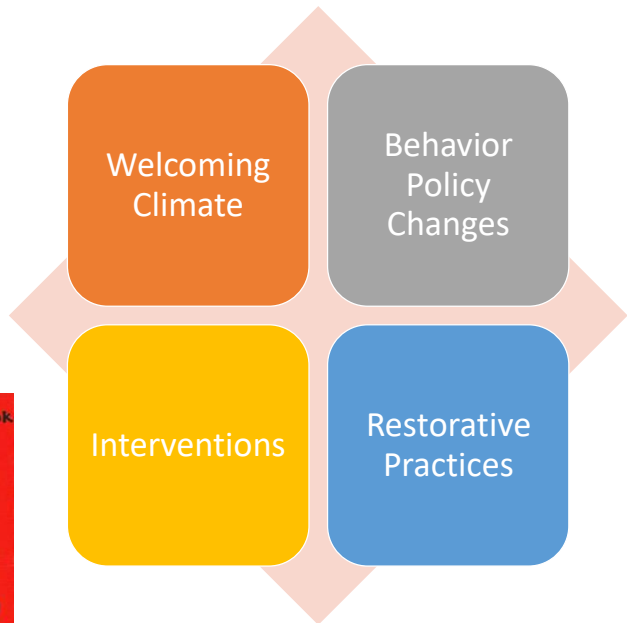 Welcoming
Climate
Behavior
Policy
Changes
Interventions
Restorative
Practices